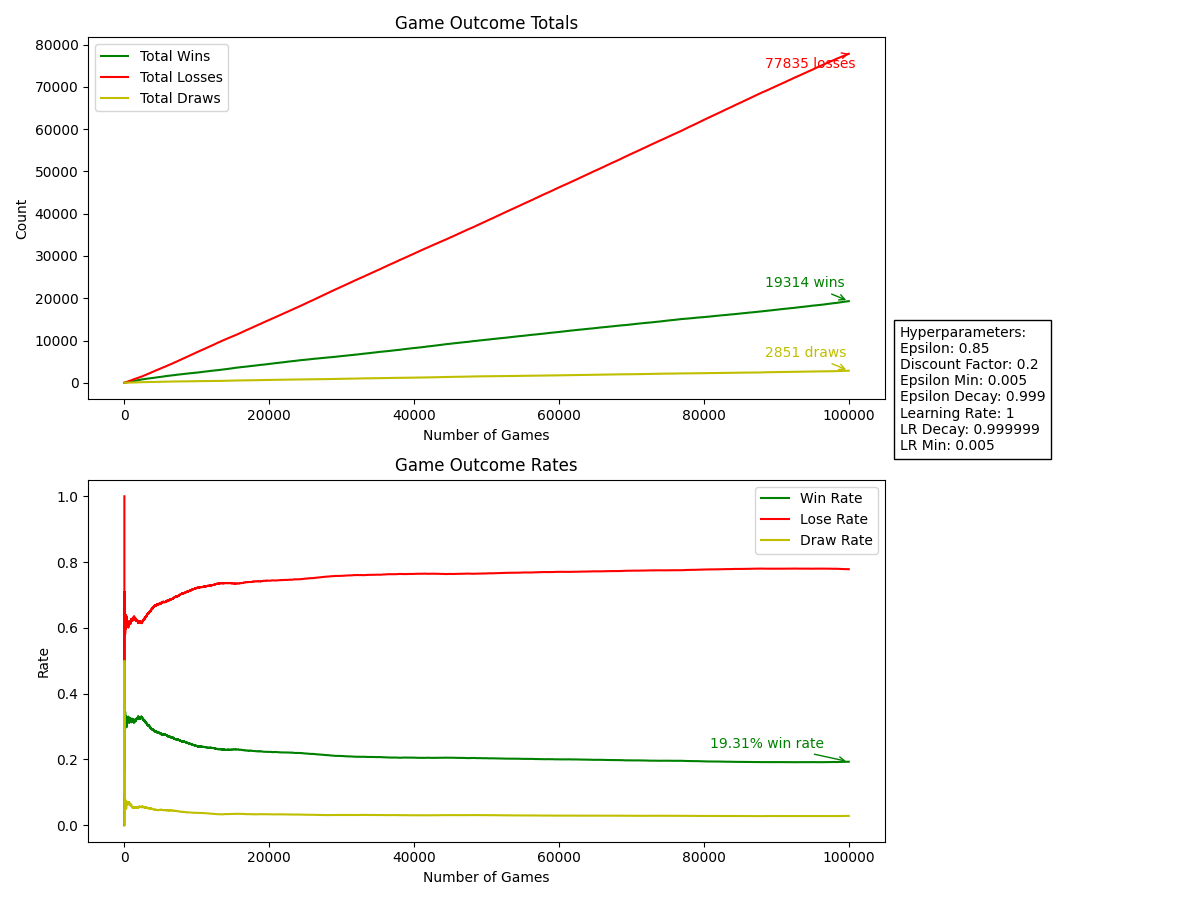 Game Outcome Totals
80000
70000
60000
50000
40000
30000
20000
10000
0
Count
Total Wins
Total Losses
Total Draws
77835 losses
19314 wins
2851 draws
0
20000
40000
60000
80000
100000
Number of Games
Hyperparameters:
Epsilon: 0.85
Discount Factor: 0.2
Epsilon Min: 0.005
Epsilon Decay: 0.999
Learning Rate: 1
LR Decay: 0.999999
LR Min: 0.005
Game Outcome Rates
1.0
0.8
0.6
0.4
0.2
0.0
Rate
Win Rate
Lose Rate
Draw Rate
19.31% win rate
0
20000
40000
60000
80000
100000
Number of Games